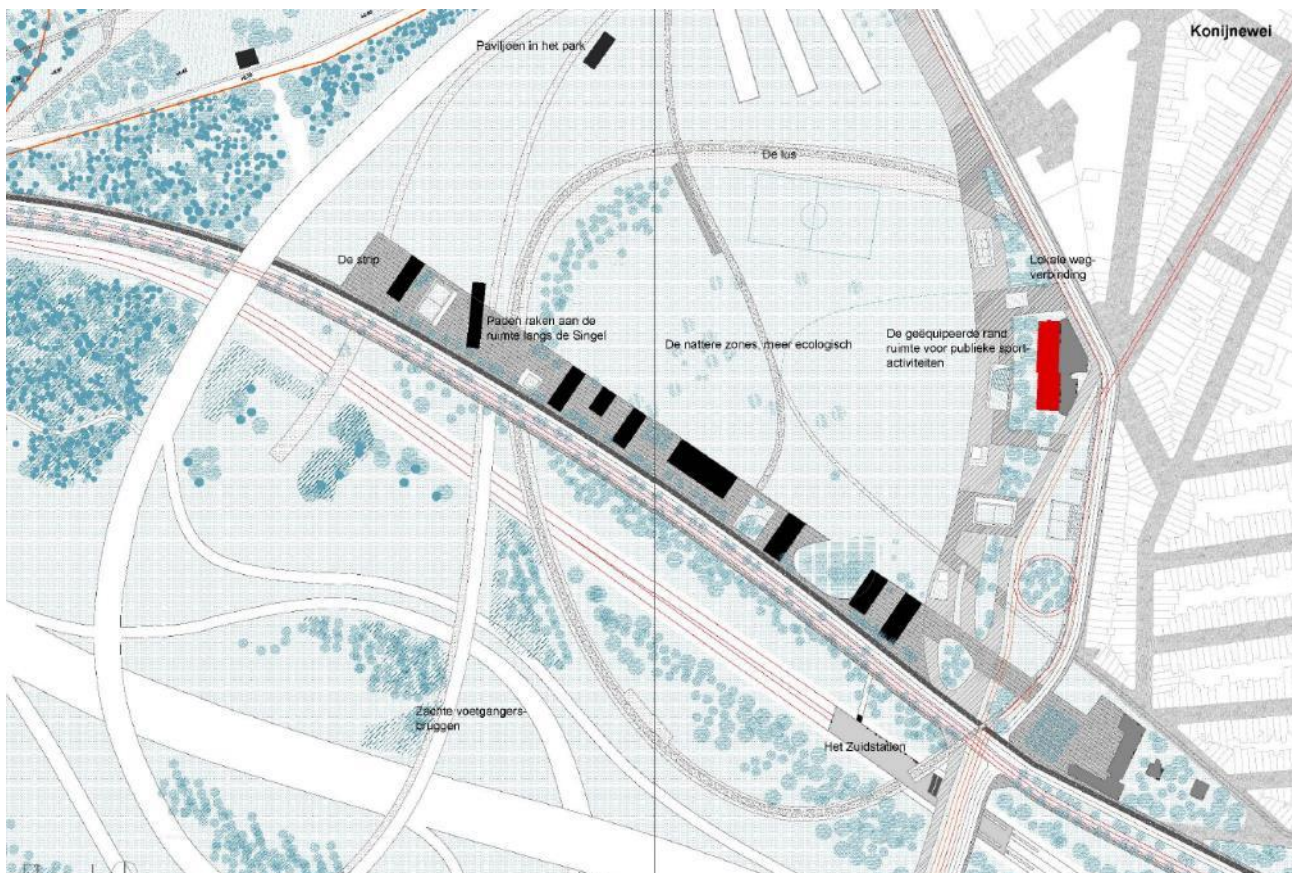 Konijnewei
Paviljoen in het park
De lus
De strip
Lokale weg-
verbinding
Paden raken aan de
ruimte langs de Singel
De nattere zones, meer ecologisch
De geëquipeerde rand
ruimte voor publieke sport-
activiteiten
Zachte voetgangers-
bruggen
Het Zuidstation